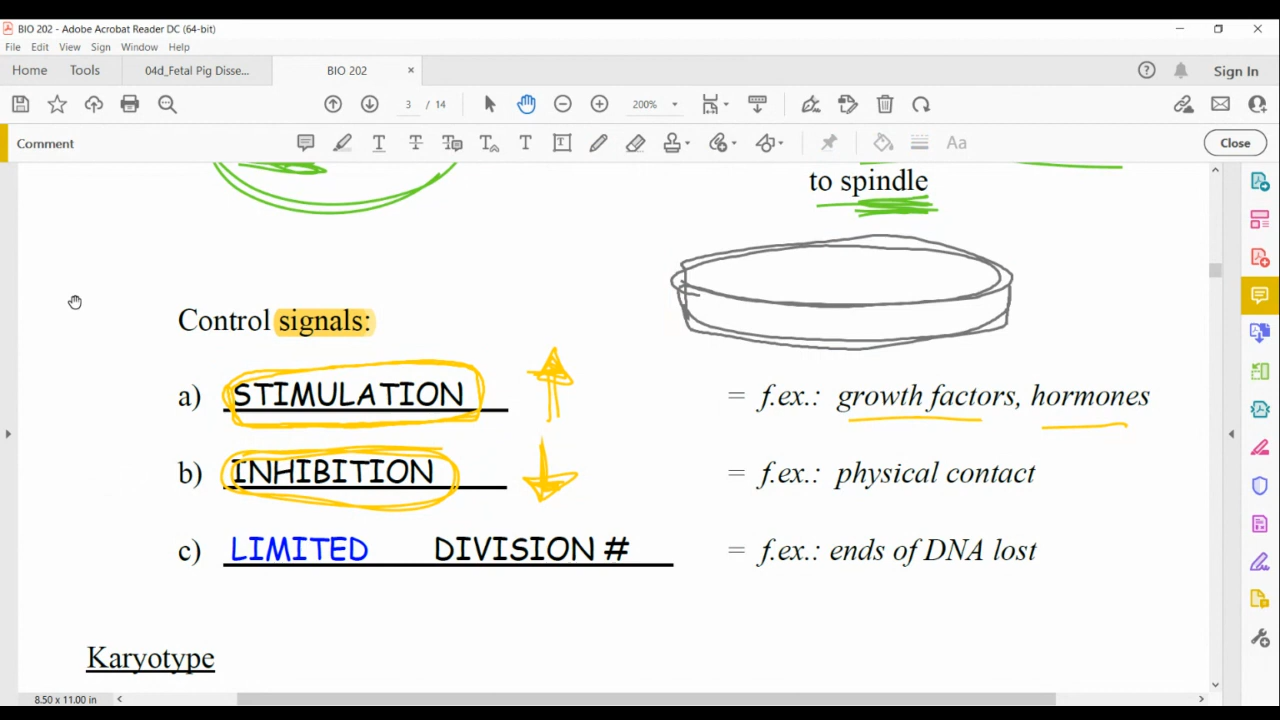 BIO 202 - Adobe Acrobat Reader DC (64-bit)
File Edit View Sign Window Help
Home Tools 04d_Fetal Pig Disse... BIO 202 × Sign In
3 / 14 200%
Comment Close
to spindle
Control signals:
a) STIMULATION = f.ex.: growth factors, hormones
b) INHIBITION = f.ex.: physical contact
c) LIMITED DIVISION # = f.ex.: ends of DNA lost
Karyotype
8.50 x 11.00 in